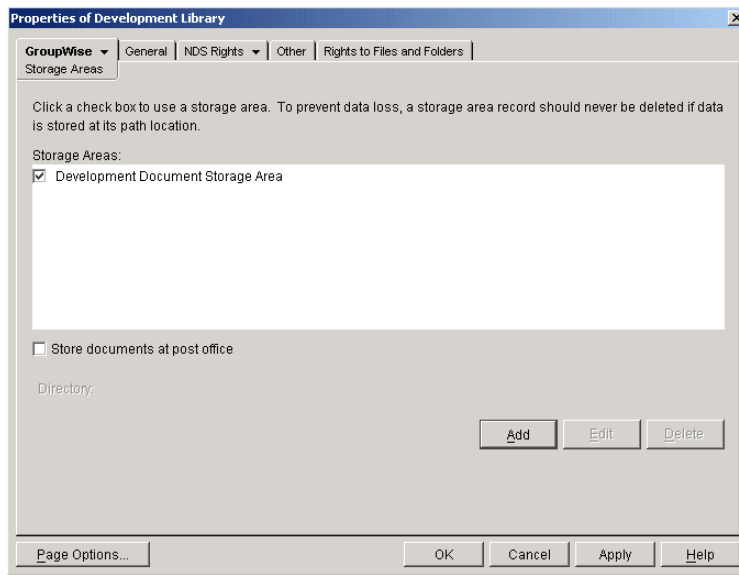 Properties of Development Library
GroupWise General NDS Rights Other Rights to Files and Folders
Storage Areas
Click a check box to use a storage area. To prevent data loss, a storage area record should never be deleted if data
is stored at its path location.
Storage Areas:
Development Document Storage Area
Store documents at post office
Directory:
Add Edit Delete
Page Options... OK Cancel Apply Help